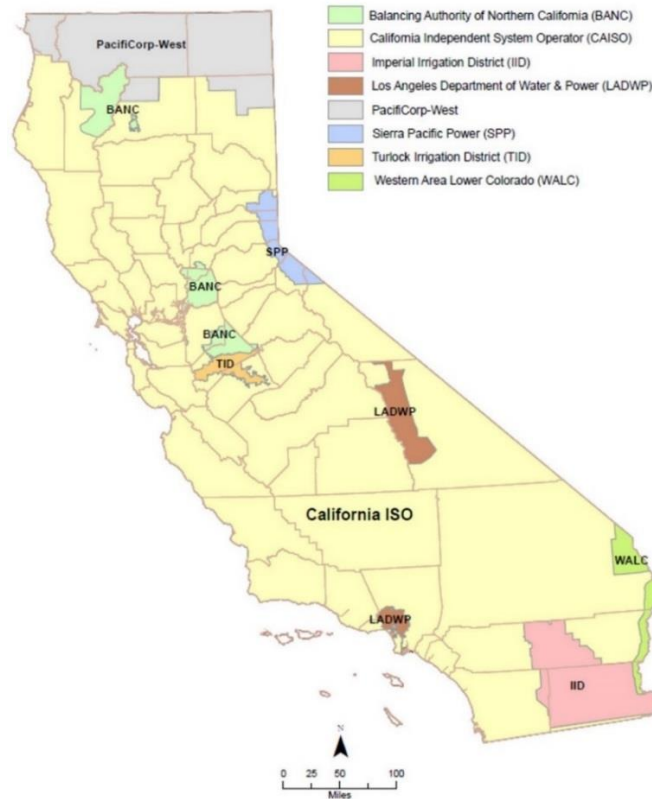 Balancing Authority of Northern California (BANC)
California Independent System Operator (CAISO)
Imperial Irrigation District (IID)
Los Angeles Department of Water & Power (LADWP)
PacifiCorp-West
Sierra Pacific Power (SPP)
Turlock Irrigation District (TID)
Western Area Lower Colorado (WALC)
PacifiCorp-West
BANC
SPP
BANC
BANC
TID
LADWP
California ISO
WALC
LADWP
IID
N
0 25 50 100
Miles